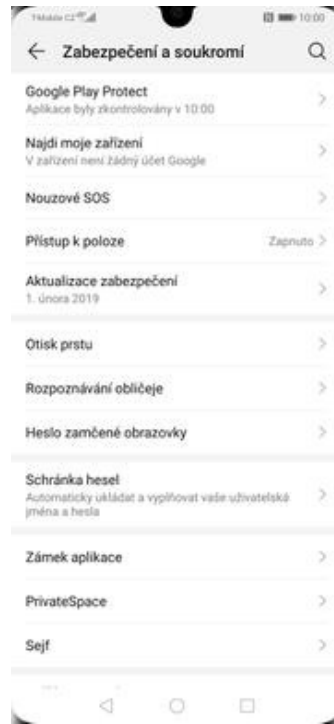 T-Mobile CZ
10:00
Zabezpečení a soukromí
Google Play Protect
Aplikace byly zkontrolovány v 10:00
Najdi moje zařízení
V zařízení není žádný účet Google
Nouzové SOS
Přístup k poloze
Zapnuto
Aktualizace zabezpečení
1. února 2019
Otisk prstu
Rozpoznávání obličeje
Heslo zamčené obrazovky
Schránka hesel
Automaticky ukládat a vyplňovat vaše uživatelská
jména a hesla
Zámek aplikace
PrivateSpace
Sejf